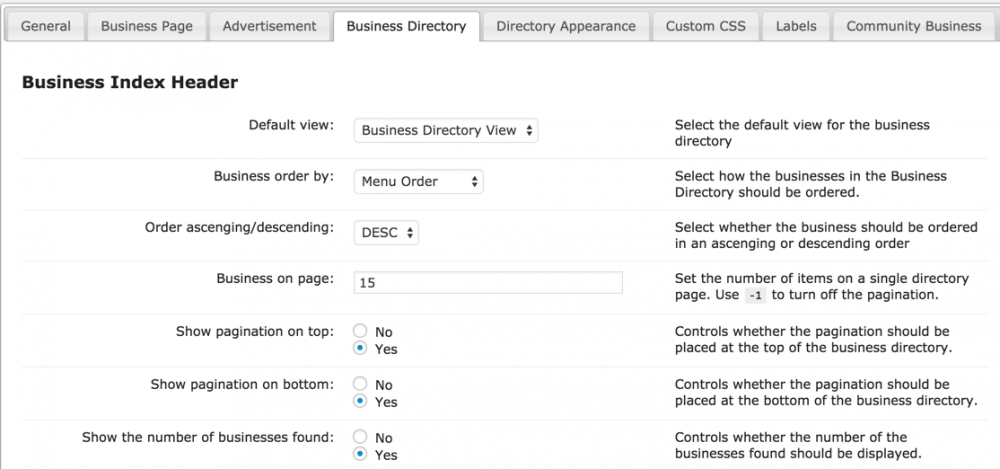 General Business Page Advertisement Business Directory Directory Appearance Custom CSS Labels Community Business
Business Index Header
Default view: Business Directory View Select the default view for the business
directory
Business order by: Menu Order Select how the businesses in the Business
Directory should be ordered.
Order ascenging/descending: DESC Select whether the business should be ordered
in an ascenging or descending order
Business on page: 15 Set the number of items on a single directory
page. Use -1 to turn off the pagination.
Show pagination on top: No Controls whether the pagination should be
Yes placed at the top of the business directory.
Show pagination on bottom: No Controls whether the pagination should be
Yes placed at the bottom of the business directory.
Show the number of businesses found: No Controls whether the number of the
Yes businesses found should be displayed.